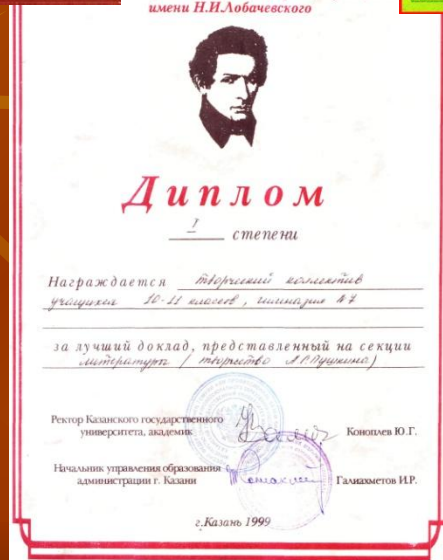 имени Н.И.Лобачевского
Диплом
I степени
Награждается творческий коллектив
учащихся 10-11 классов, гимназия №7
за лучший доклад, представленный на секции
литературы (творчество А.С.Пушкина)
Ректор Казанского государственного
университета, академик Коноплев Ю.Г.
Начальник управления образования
администрации г. Казани Галиахметов И.Р.
г.Казань 1999